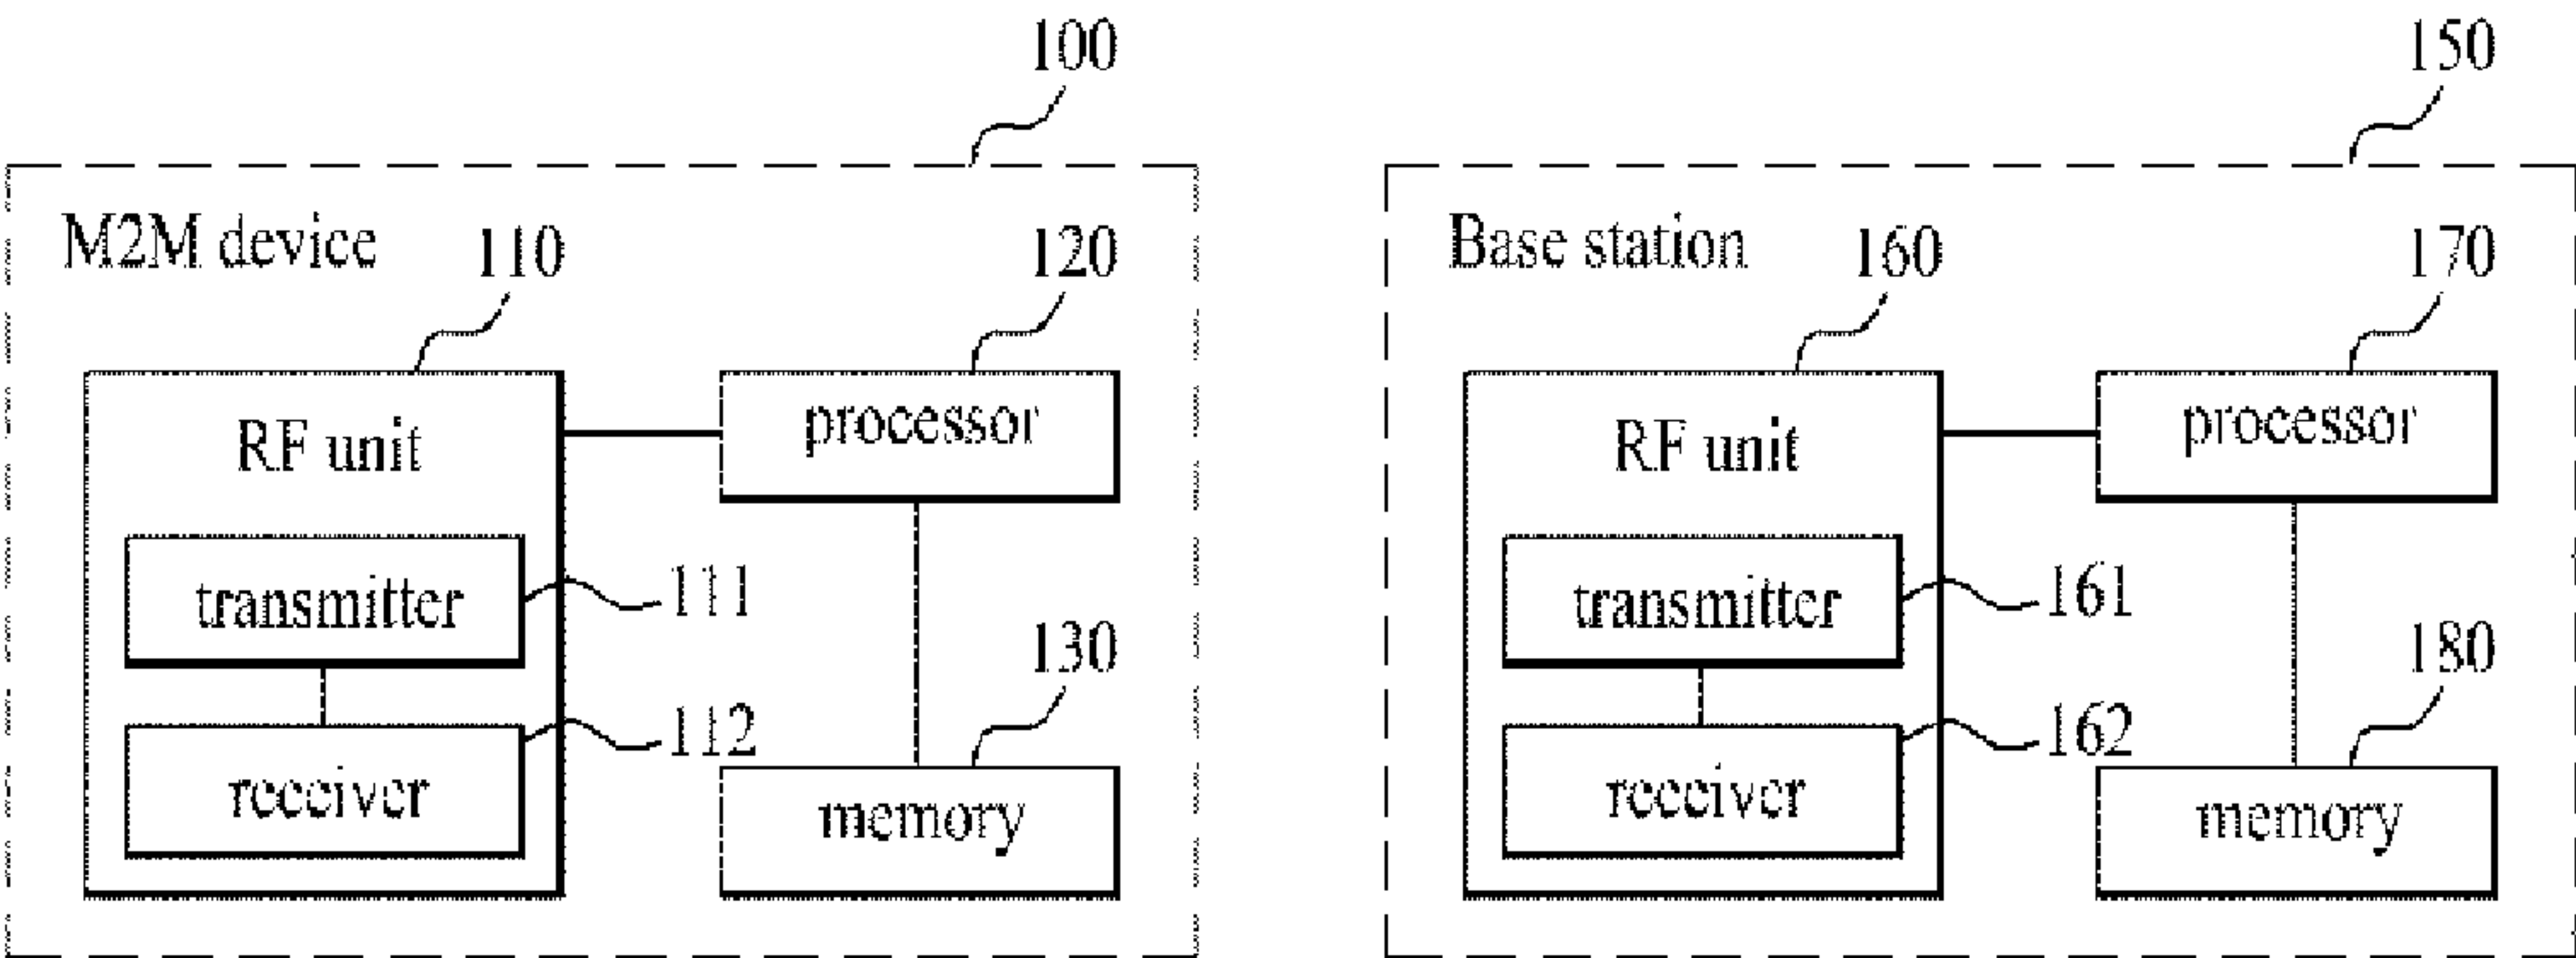 100
M2M device
110
120
RF unit
processor
transmitter
111
130
receiver
112
memory
150
Base station
160
170
RF unit
processor
transmitter
161
180
receiver
162
memory